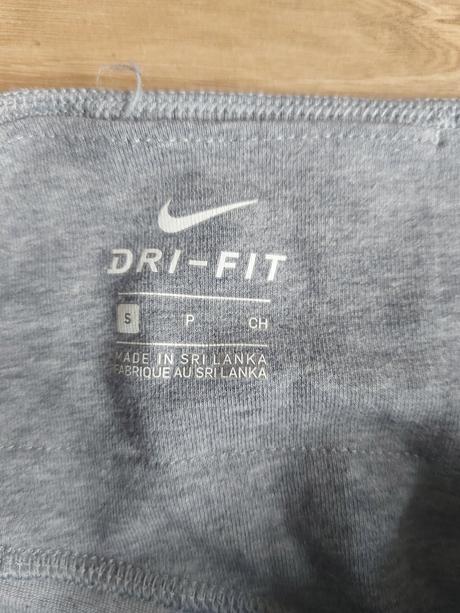 DRI-FIT
S P CH
MADE IN SRI LANKA
FABRIQUE AU SRI LANKA